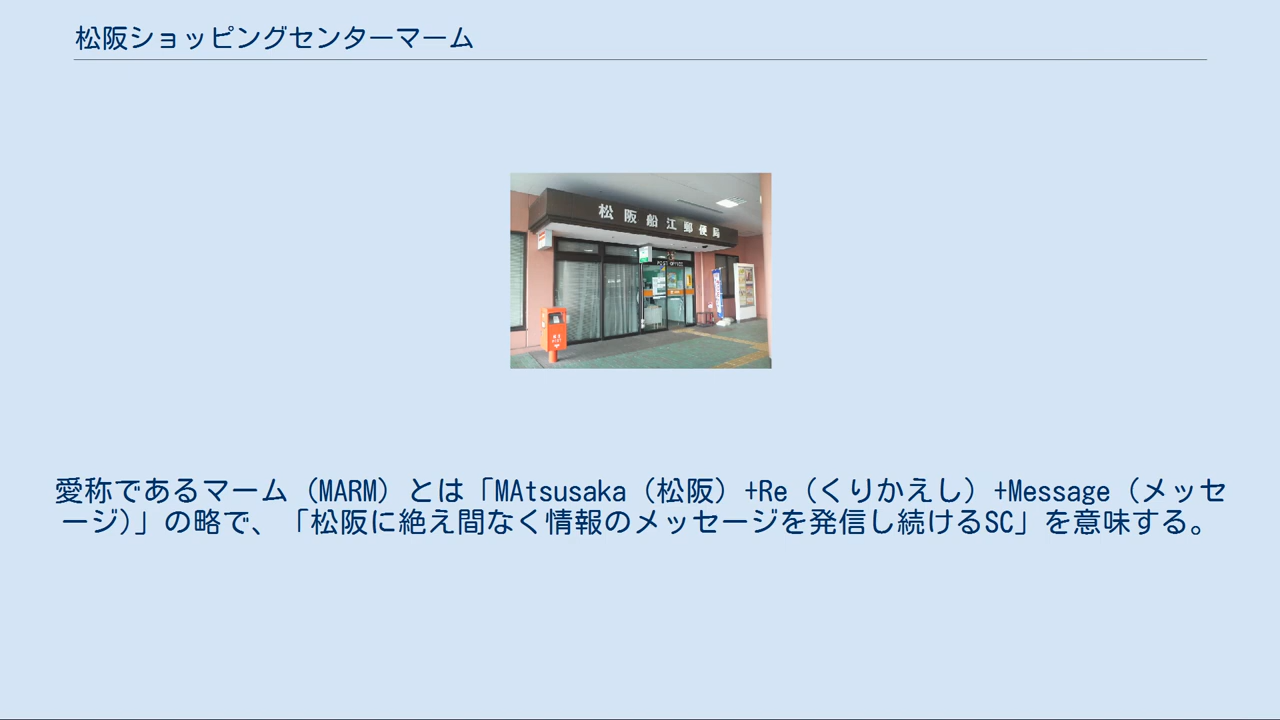 松阪ショッピングセンターマーム
松阪船江郵便局
POST OFFICE
愛称であるマーム（MARM）とは「MAtsusaka（松阪）+Re（くりかえし）+Message（メッセ
ージ)」の略で、「松阪に絶え間なく情報のメッセージを発信し続けるSC」を意味する。